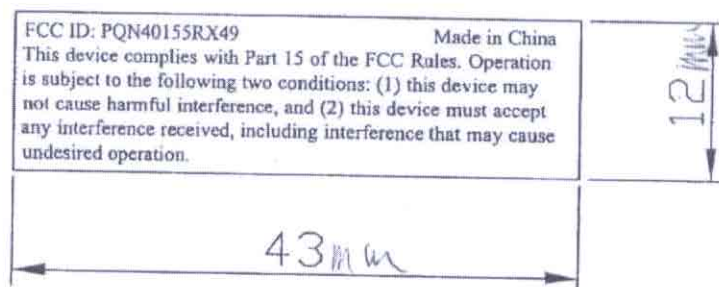 FCC ID: PQN40155RX49 Made in China
This device complies with Part 15 of the FCC Rules. Operation
is subject to the following two conditions: (1) this device may
not cause harmful interference, and (2) this device must accept
any interference received, including interference that may cause
undesired operation.
12mm
43mm